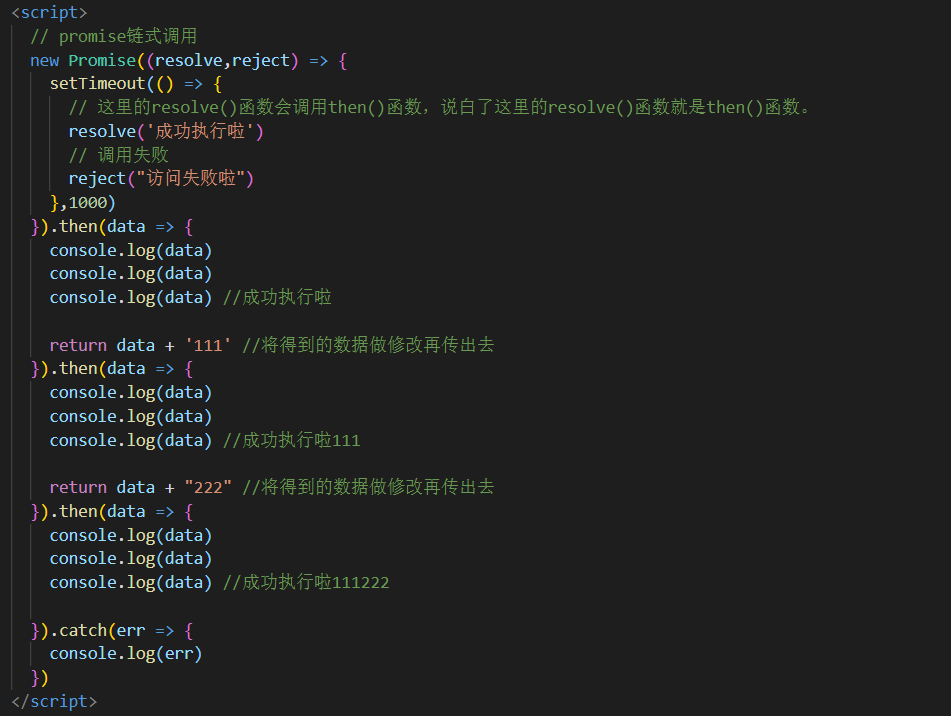 <script>
// promise链式调用
new Promise((resolve,reject) => {
setTimeout(() => {
// 这里的resolve()函数会调用then()函数，说白了这里的resolve()函数就是then()函数。
resolve('成功执行啦')
// 调用失败
reject("访问失败啦")
},1000)
}).then(data => {
console.log(data)
console.log(data)
console.log(data) //成功执行啦
return data + '111' //将得到的数据做修改再传出去
}).then(data => {
console.log(data)
console.log(data)
console.log(data) //成功执行啦111
return data + "222" //将得到的数据做修改再传出去
}).then(data => {
console.log(data)
console.log(data)
console.log(data) //成功执行啦111222
}).catch(err => {
console.log(err)
})
</script>